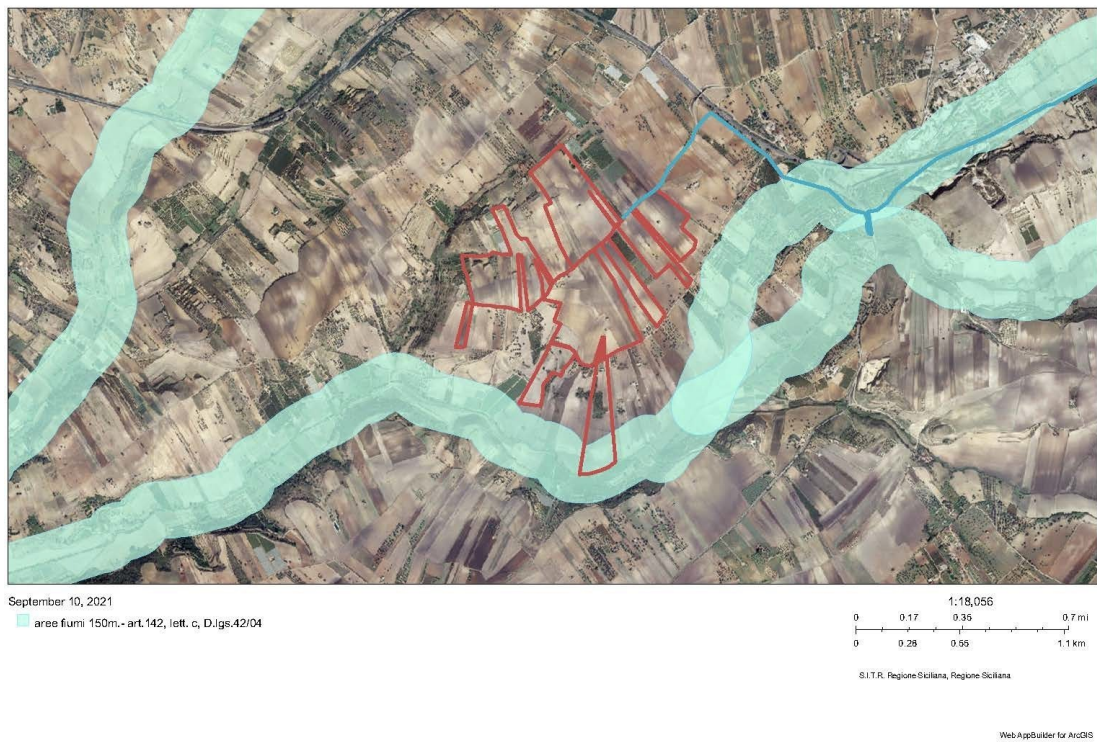 September 10, 2021
aree fiumi 150m.- art.142, lett. c, D.lgs.42/04
1:18,056
0 0.17 0.35 0.7 mi
0 0.28 0.55 1.1 km
S.I.T.R. Regione Siciliana, Regione Siciliana
Web AppBuilder for ArcGIS